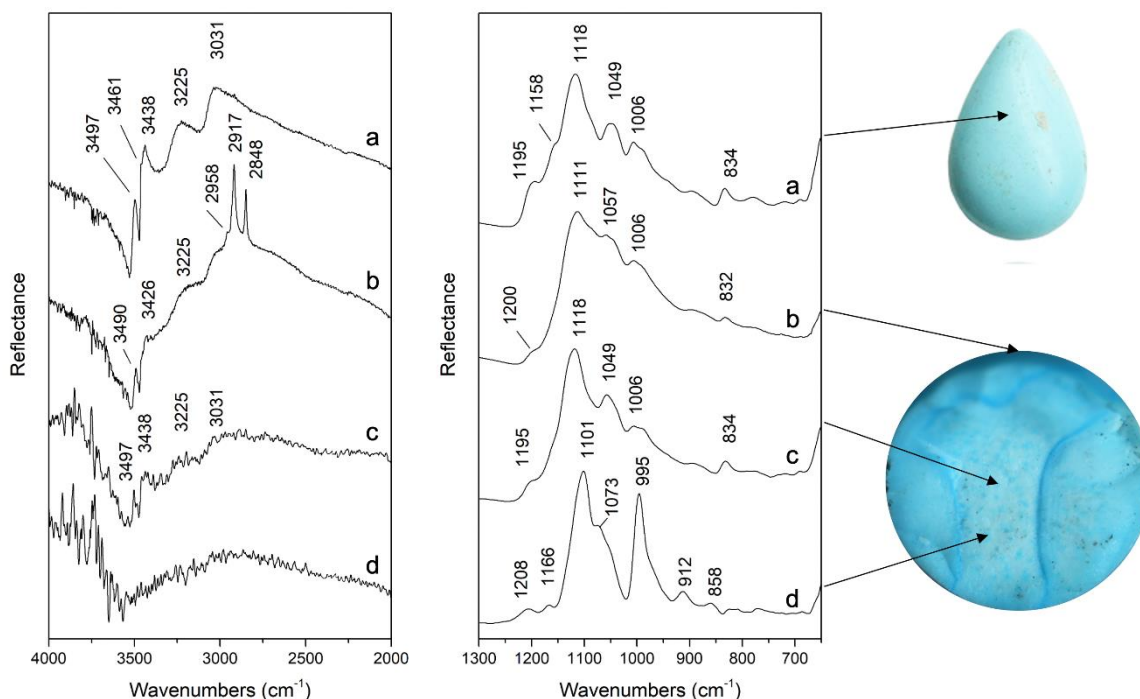 3497
3461
3438
3225
3031
a
2958
2917
2848
3490
3426
3225
b
3497
3438
3225
3031
c
d
Reflectance
4000 3500 3000 2500 2000
Wavenumbers (cm⁻¹)
1195
1158
1118
1049
1006
834
a
1200
1111
1057
1006
832
b
1195
1118
1049
1006
834
c
1208
1166
1101
1073
995
912
858
d
Reflectance
1300 1200 1100 1000 900 800 700
Wavenumbers (cm⁻¹)